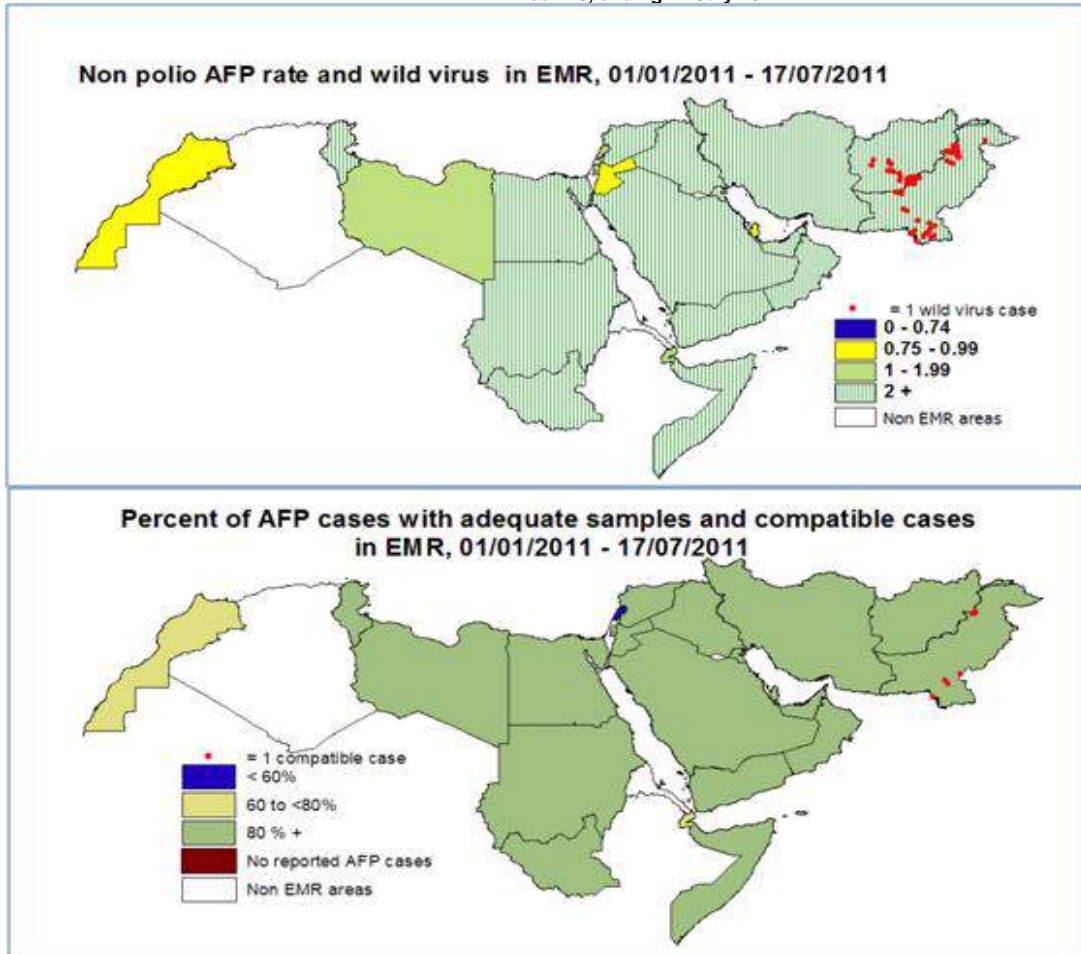 Non polio AFP rate and wild virus in EMR, 01/01/2011 - 17/07/2011
= 1 wild virus case
0 - 0.74
0.75 - 0.99
1 - 1.99
2 +
Non EMR areas
Percent of AFP cases with adequate samples and compatible cases
in EMR, 01/01/2011 - 17/07/2011
= 1 compatible case
< 60%
60 to <80%
80 % +
No reported AFP cases
Non EMR areas